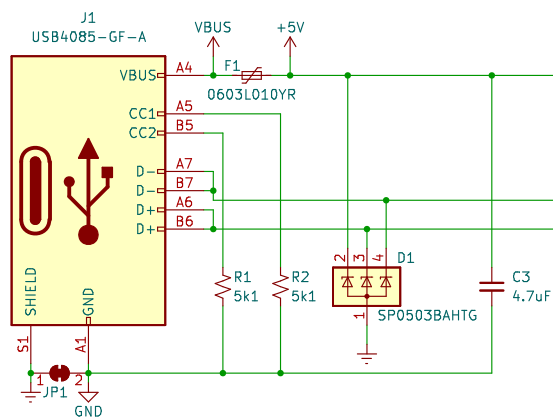 J1
USB4085-GF-A
VBUS
+5V
VBUS
A4
F1
0603L010YR
CC1
A5
CC2
B5
D-
A7
D-
B7
D+
A6
D+
B6
2
3
4
D1
R1
5k1
R2
5k1
C3
4.7uF
SHIELD
GND
SP0503BAHTG
1
S1
A1
1
2
JP1
GND